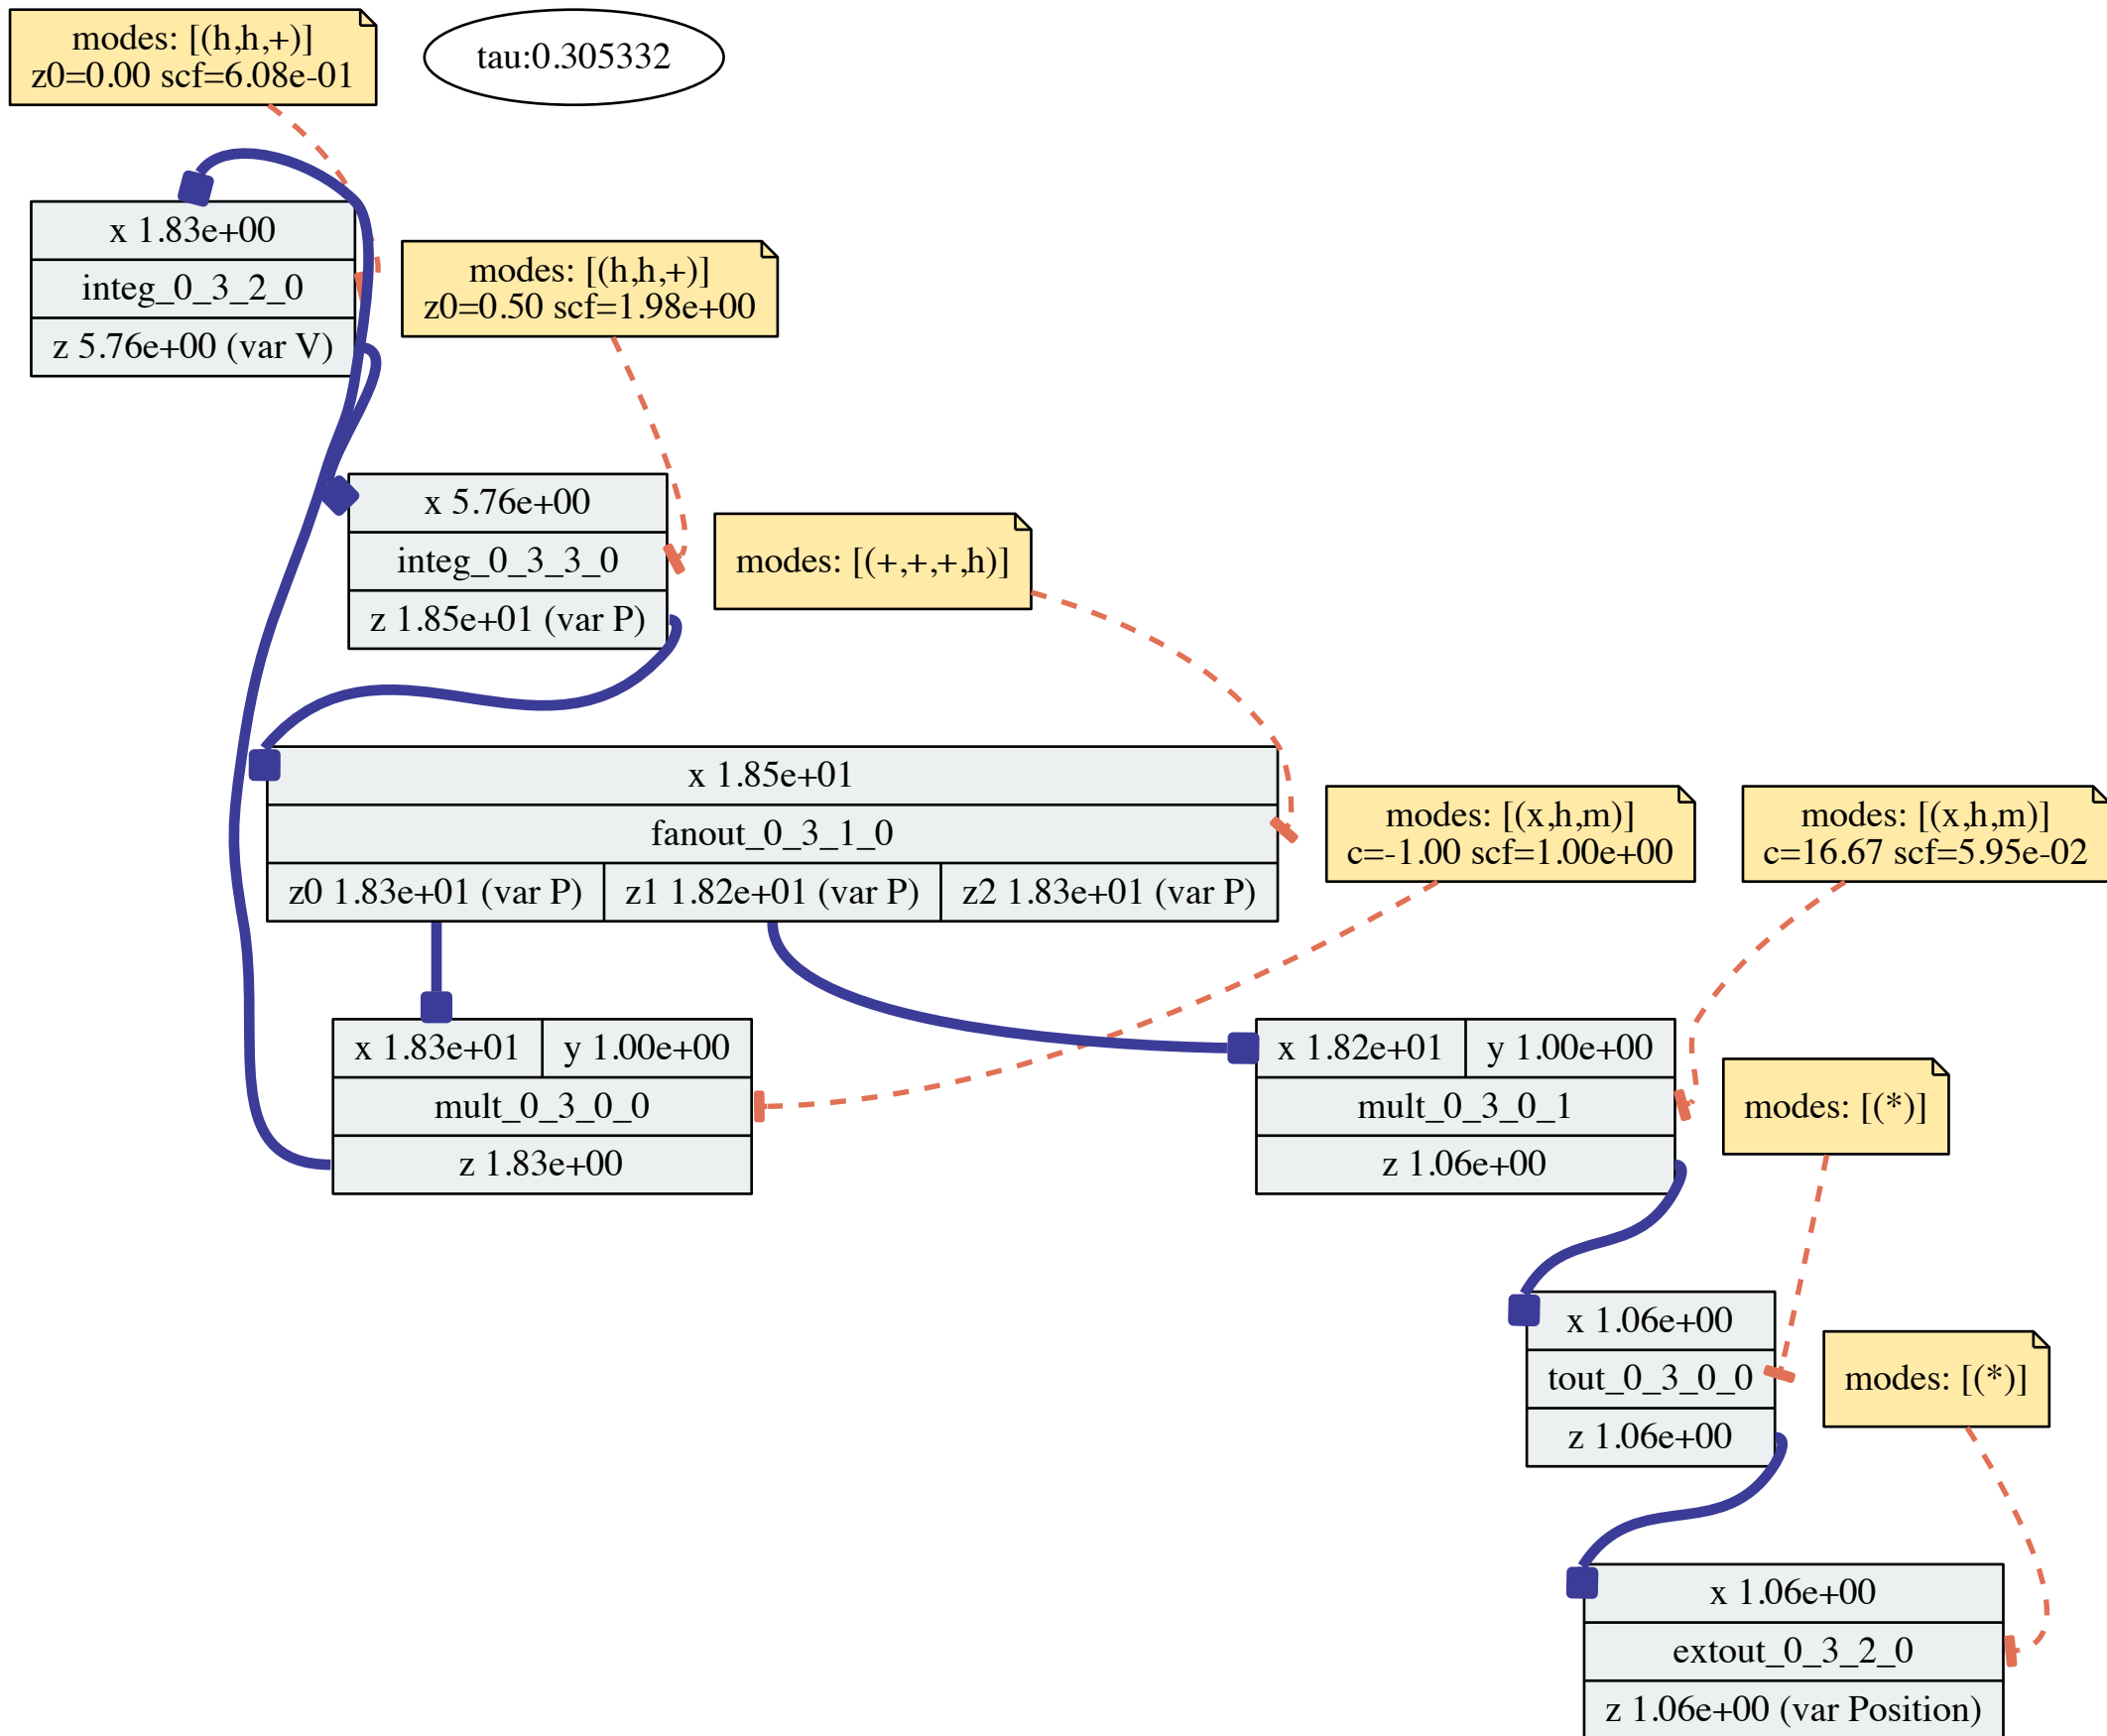 modes: [(h,h,+)]
z0=0.00 scf=6.08e-01
tau:0.305332
x 1.83e+00
integ_0_3_2_0
z 5.76e+00 (var V)
modes: [(h,h,+)]
z0=0.50 scf=1.98e+00
x 5.76e+00
integ_0_3_3_0
z 1.85e+01 (var P)
modes: [(+,+,+,h)]
x 1.85e+01
fanout_0_3_1_0
z0 1.83e+01 (var P)
z1 1.82e+01 (var P)
z2 1.83e+01 (var P)
modes: [(x,h,m)]
c=-1.00 scf=1.00e+00
modes: [(x,h,m)]
c=16.67 scf=5.95e-02
x 1.83e+01
y 1.00e+00
mult_0_3_0_0
z 1.83e+00
x 1.82e+01
y 1.00e+00
mult_0_3_0_1
z 1.06e+00
modes: [(*)]
x 1.06e+00
tout_0_3_0_0
z 1.06e+00
modes: [(*)]
x 1.06e+00
extout_0_3_2_0
z 1.06e+00 (var Position)